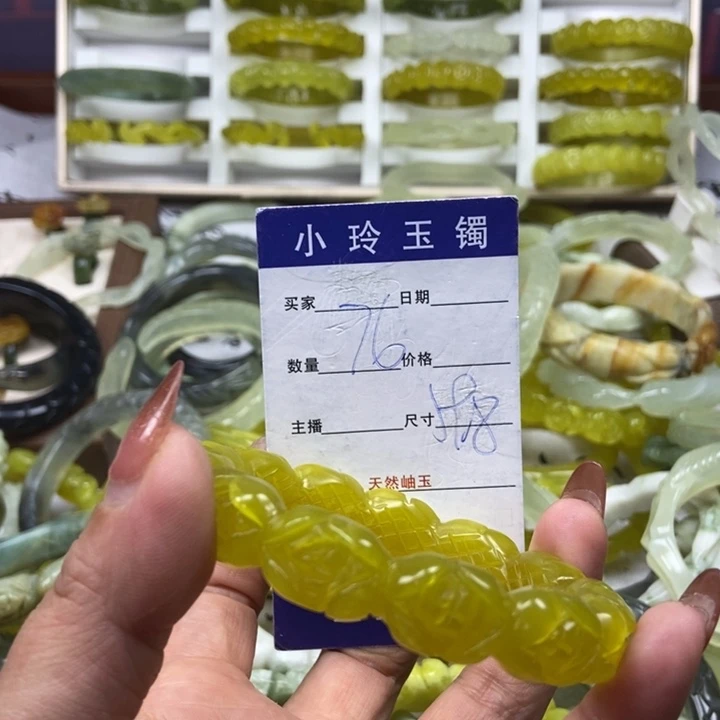 小玲玉镯
买家 日期
76
数量 价格
主播 尺寸 58
天然岫玉